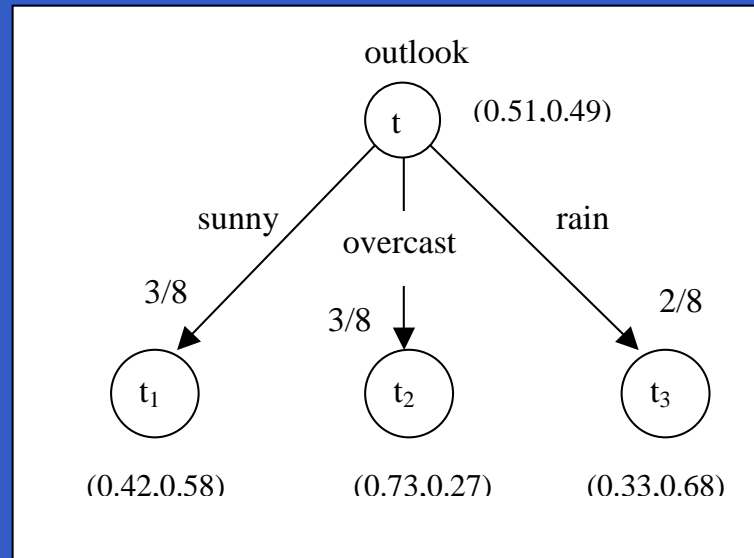 outlook
t (0.51,0.49)
sunny
overcast
rain
3/8
3/8
2/8
t₁
t₂
t₃
(0.42,0.58)
(0.73,0.27)
(0.33,0.68)